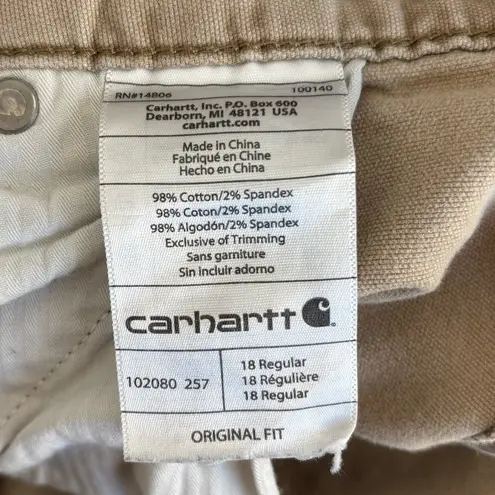 RN#14806 100140
Carhartt, Inc. P.O. Box 600
Dearborn, MI 48121 USA
carhartt.com
Made in China
Fabriqué en Chine
Hecho en China
98% Cotton/2% Spandex
98% Coton/2% Spandex
98% Algodón/2% Spandex
Exclusive of Trimming
Sans garniture
Sin incluir adorno
carhartt
102080 257
18 Regular
18 Régulière
18 Regular
ORIGINAL FIT